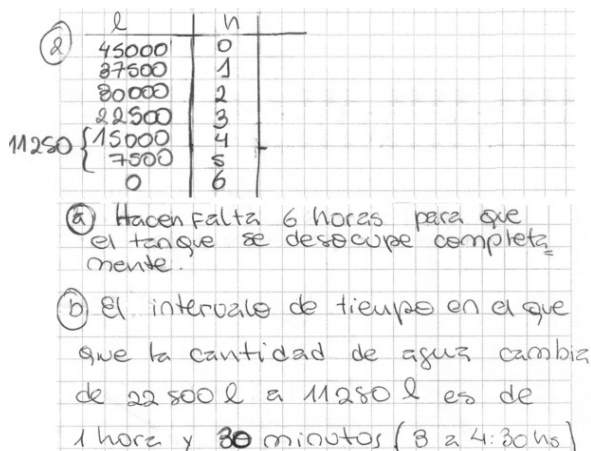 ② l h
45000 0
37500 1
30000 2
22500 3
11250 { 15000 4
7500 5
0 6
ⓐ Hacen falta 6 horas para que
el tanque se desocupe completa
mente.
ⓑ El intervalo de tiempo en el que
que la cantidad de agua cambia
de 22500 l a 11250 l es de
1 hora y 30 minutos (3 a 4:30 hs)